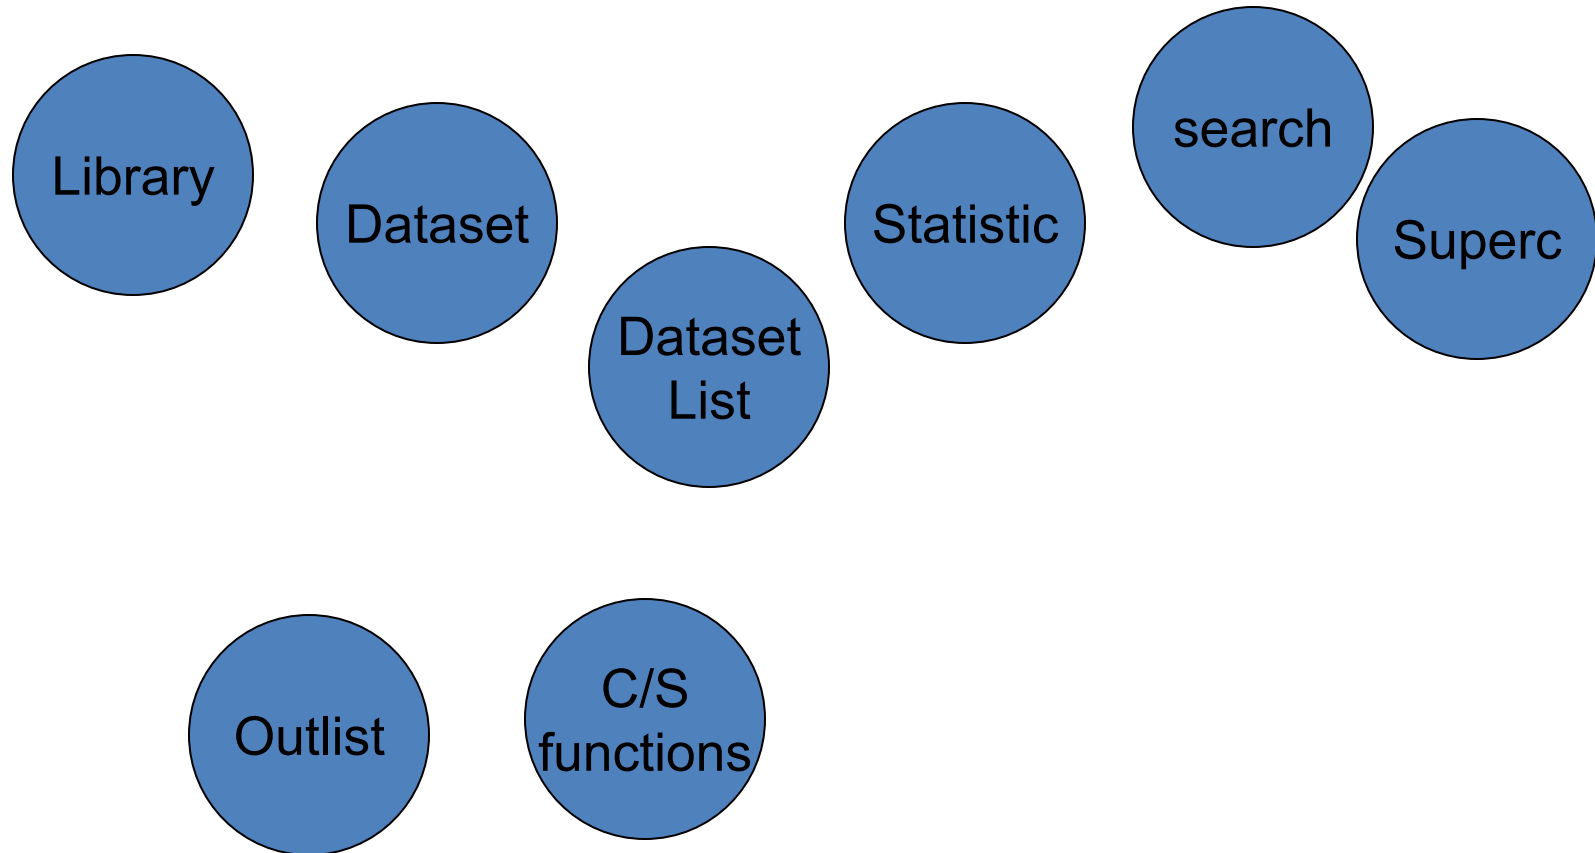 Library
Dataset
Dataset
List
Statistic
search
Superc
Outlist
C/S
functions